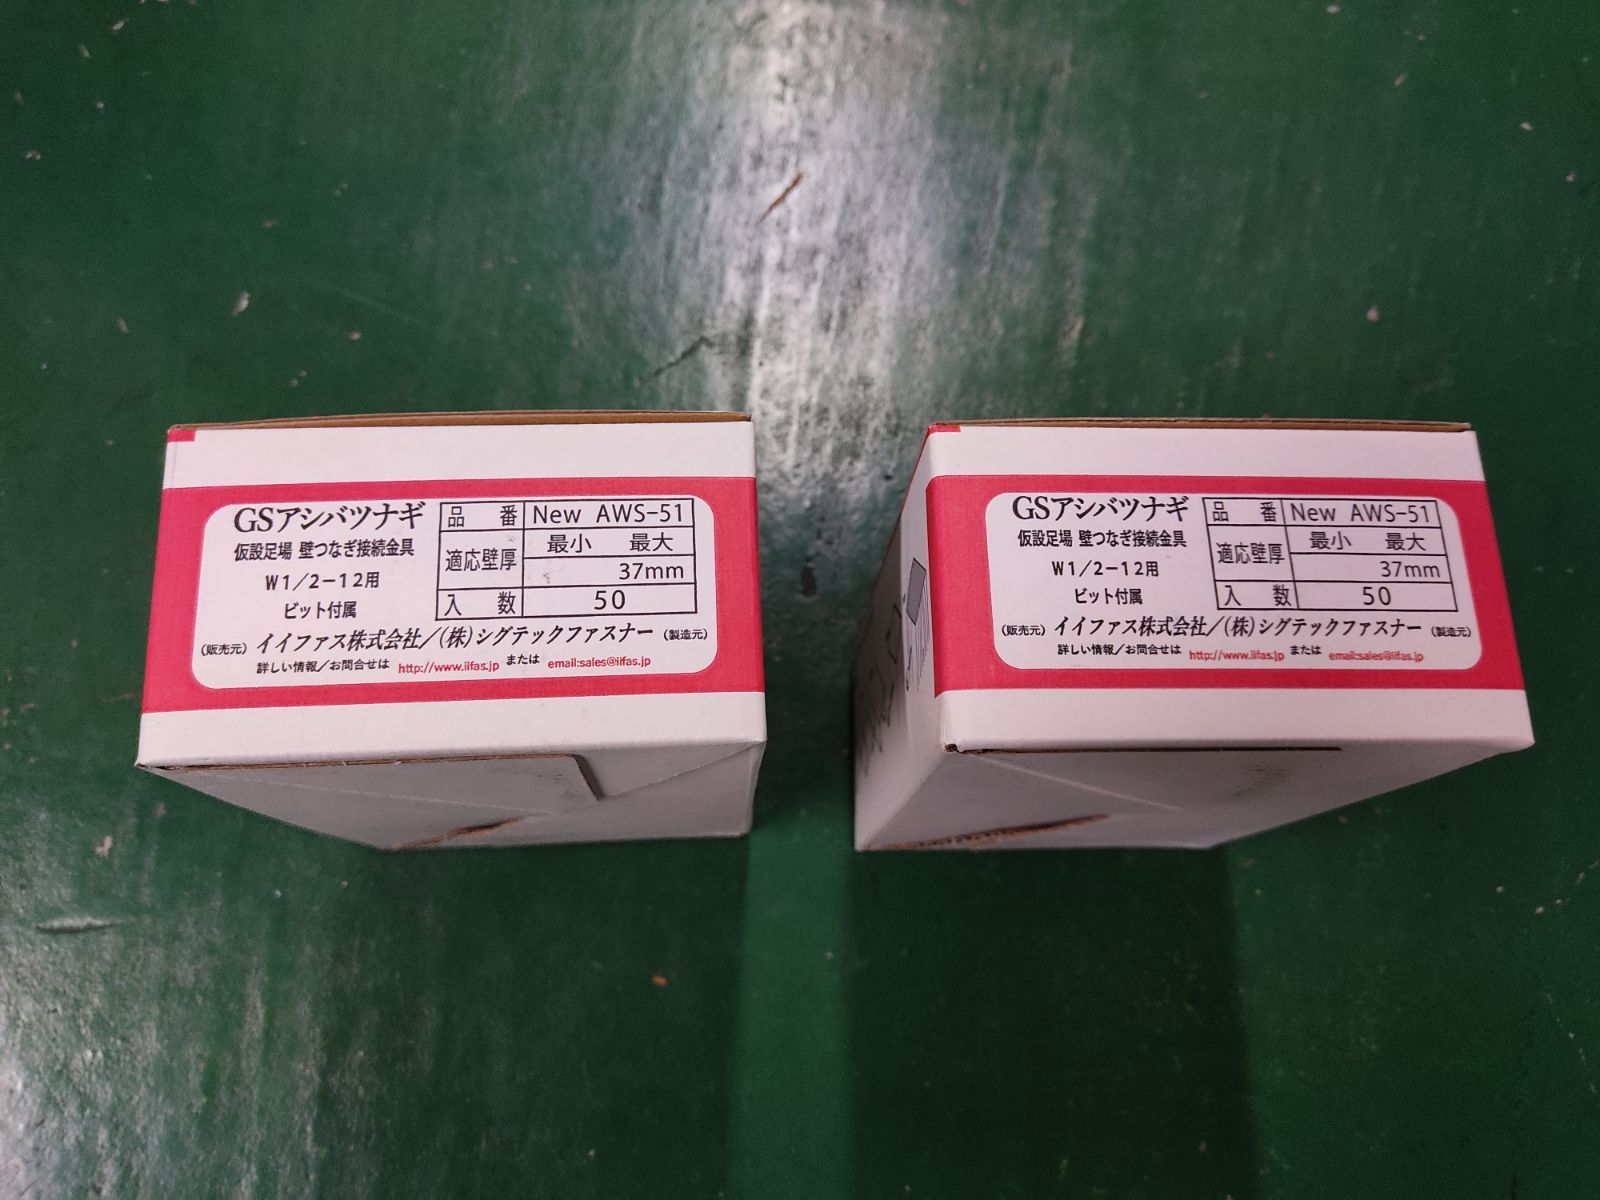 GSアシバツナギ
仮設足場 壁つなぎ接続金具
W1/2-12用
ビット付属
品 番 New AWS-51
適応壁厚 最小 最大
37mm
入 数 50
(販売元) イイファス株式会社/(株)シグテックファスナー (製造元)
詳しい情報/お問合せは http://www.iifas.jp または email:sales@iifas.jp
GSアシバツナギ
仮設足場 壁つなぎ接続金具
W1/2-12用
ビット付属
品 番 New AWS-51
適応壁厚 最小 最大
37mm
入 数 50
(販売元) イイファス株式会社/(株)シグテックファスナー (製造元)
詳しい情報/お問合せは http://www.iifas.jp または email:sales@iifas.jp